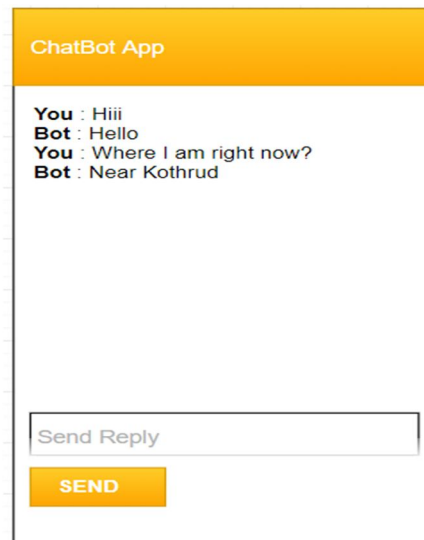 ChatBot App
You : Hiii
Bot : Hello
You : Where I am right now?
Bot : Near Kothrud
Send Reply
SEND